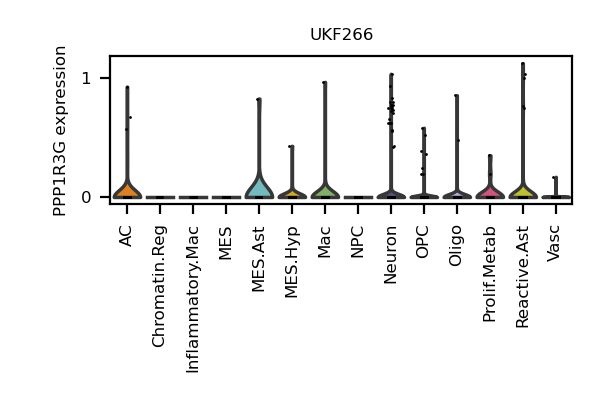 UKF266
PPP1R3G expression
1
0
AC
Chromatin.Reg
Inflammatory.Mac
MES
MES.Ast
MES.Hyp
Mac
NPC
Neuron
OPC
Oligo
Prolif.Metab
Reactive.Ast
Vasc